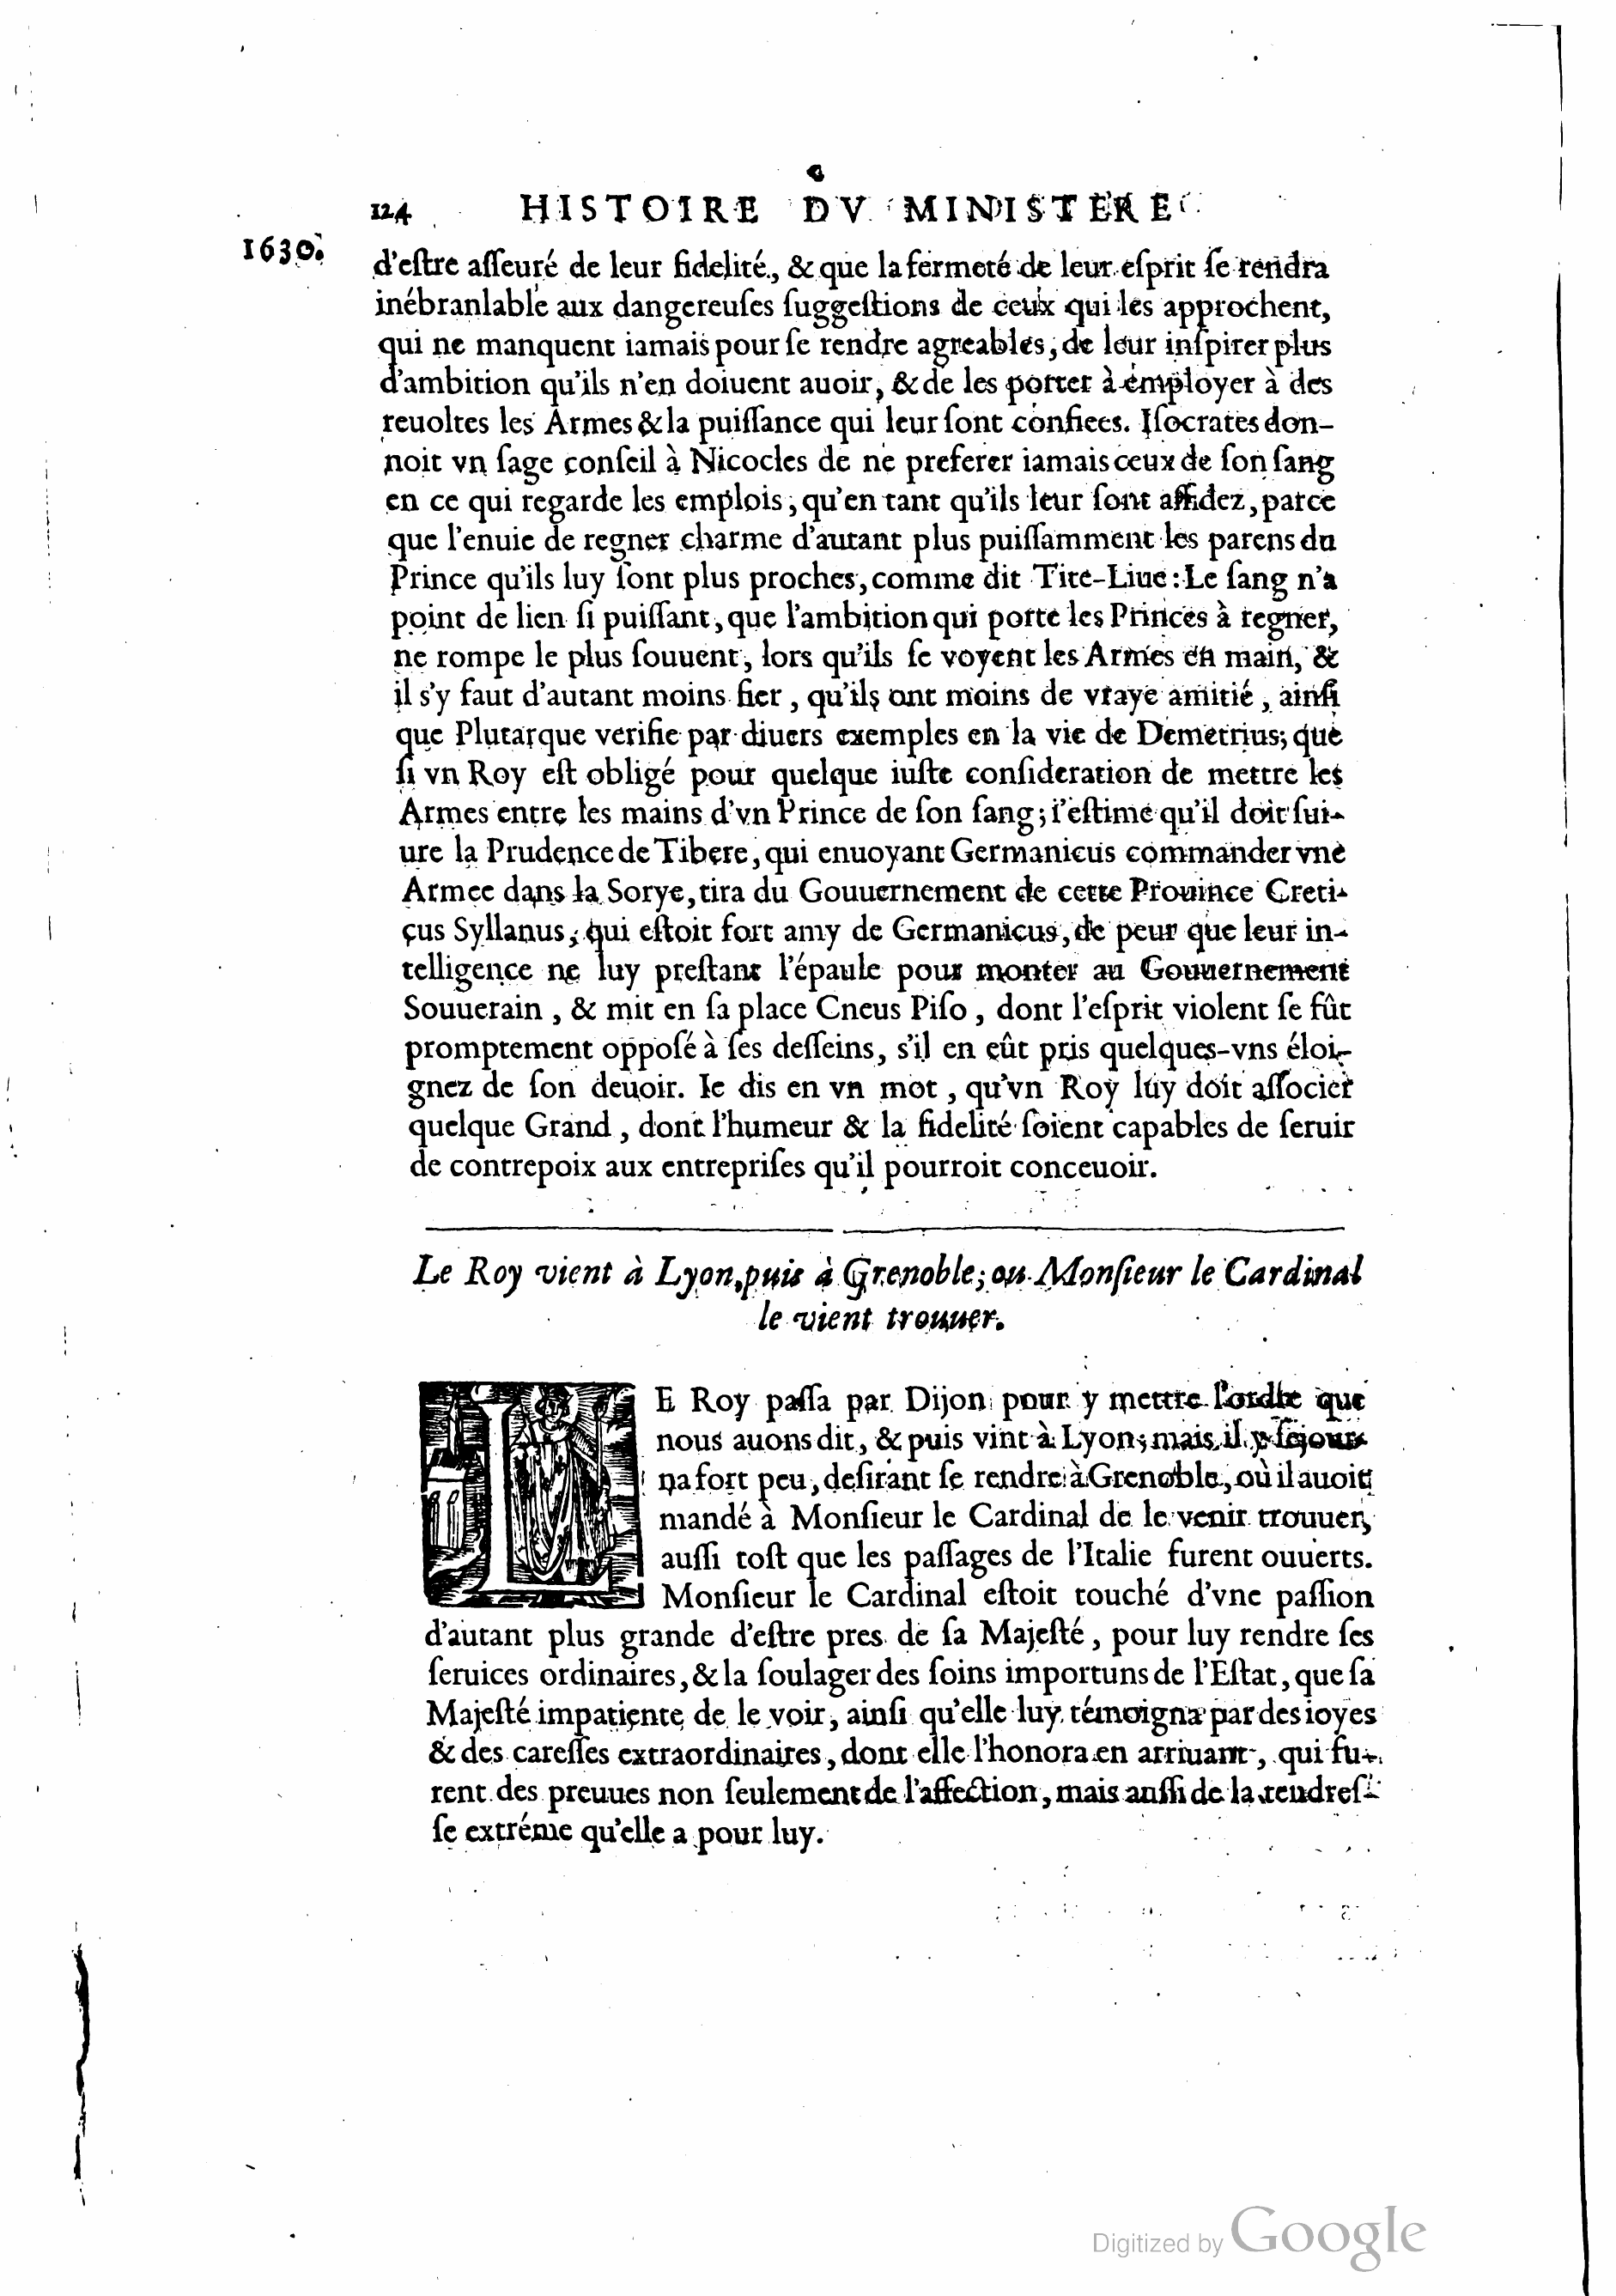 124 HISTOIRE DV MINISTERE
1630.
d'eſtre aſſeuré de leur fidelité, & que la fermeté de leur eſprit ſe rendra
inébranlable aux dangereuſes ſuggeſtions de ceux qui les approchent,
qui ne manquent iamais pour ſe rendre agreables, de leur inſpirer plus
d'ambition qu'ils n'en doiuent auoir, & de les porter à employer à des
reuoltes les Armes & la puiſſance qui leur ſont confiees. Iſocrates don-
noit vn ſage conſeil à Nicocles de ne preferer iamais ceux de ſon ſang
en ce qui regarde les emplois, qu'en tant qu'ils leur ſont affidez, parce
que l'enuie de regner charme d'autant plus puiſſamment les parens du
Prince qu'ils luy ſont plus proches, comme dit Tite-Liue: Le ſang n'a
point de lien ſi puiſſant, que l'ambition qui porte les Princes à regner,
ne rompe le plus ſouuent, lors qu'ils ſe voyent les Armes en main, &
il s'y faut d'autant moins fier, qu'ils ont moins de vraye amitié, ainſi
que Plutarque verifie par diuers exemples en la vie de Demetrius; que
ſi vn Roy eſt obligé pour quelque iuſte conſideration de mettre les
Armes entre les mains d'vn Prince de ſon ſang; i'eſtime qu'il doit ſui-
ure la Prudence de Tibere, qui enuoyant Germanicus commander vne
Armee dans la Sorye, tira du Gouuernement de cette Prouince Creti-
cus Syllanus, qui eſtoit fort amy de Germanicus, de peur que leur in-
telligence ne luy preſtant l'épaule pour monter au Gouuernement
Souuerain, & mit en ſa place Cneus Piſo, dont l'eſprit violent ſe fût
promptement oppoſé à ſes deſſeins, s'il en eût pris quelques-vns éloi-
gnez de ſon deuoir. Ie dis en vn mot, qu'vn Roy luy doit aſſocier
quelque Grand, dont l'humeur & la fidelité ſoient capables de ſeruir
de contrepoix aux entrepriſes qu'il pourroit conceuoir.
Le Roy vient à Lyon, puis à Grenoble; ou Monſieur le Cardinal
le vient trouuer.
LE Roy paſſa par Dijon pour y mettre l'ordre que
nous auons dit, & puis vint à Lyon; mais il y ſejour-
na fort peu, deſirant ſe rendre à Grenoble, où il auoit
mandé à Monſieur le Cardinal de le venir trouuer,
auſſi toſt que les paſſages de l'Italie furent ouuerts.
Monſieur le Cardinal eſtoit touché d'vne paſſion
d'autant plus grande d'eſtre pres de ſa Majeſté, pour luy rendre ſes
ſeruices ordinaires, & la ſoulager des ſoins importuns de l'Eſtat, que ſa
Majeſté impatiente de le voir, ainſi qu'elle luy témoigna par des ioyes
& des careſſes extraordinaires, dont elle l'honora en arriuant, qui fu-
rent des preuues non ſeulement de l'affection, mais auſſi de la tendreſ-
ſe extréme qu'elle a pour luy.
Digitized by Google